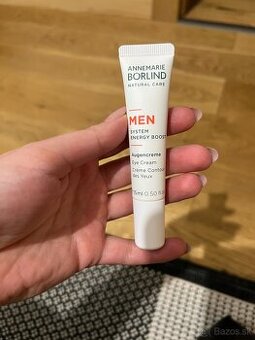 ANNEMARIE
BÖRLIND
NATURAL CARE
MEN
SYSTEM
ENERGY BOOST
Augencreme
Eye Cream
Crème Contour
des Yeux
15ml 0.50 fl.
Bazos.sk